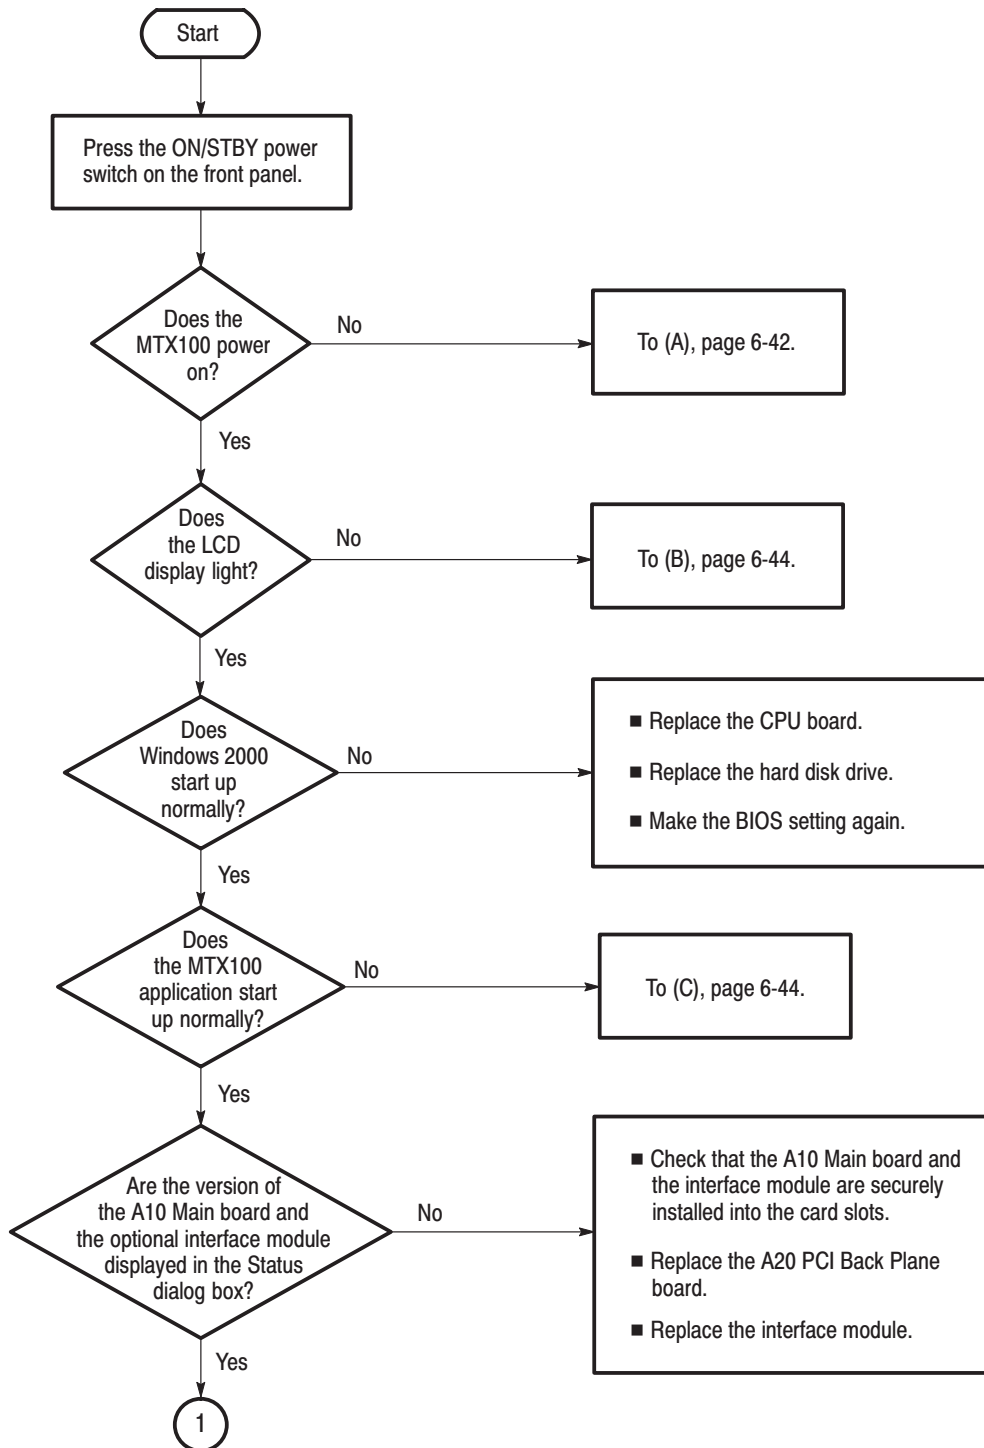 Start
Press the ON/STBY power
switch on the front panel.
Does the
MTX100 power
on?
No
To (A), page 6-42.
Yes
Does
the LCD
display light?
No
To (B), page 6-44.
Yes
Does
Windows 2000
start up
normally?
No
■ Replace the CPU board.
■ Replace the hard disk drive.
■ Make the BIOS setting again.
Yes
Does
the MTX100
application start
up normally?
No
To (C), page 6-44.
Yes
Are the version of
the A10 Main board and
the optional interface module
displayed in the Status
dialog box?
No
■ Check that the A10 Main board and
the interface module are securely
installed into the card slots.
■ Replace the A20 PCI Back Plane
board.
■ Replace the interface module.
Yes
1